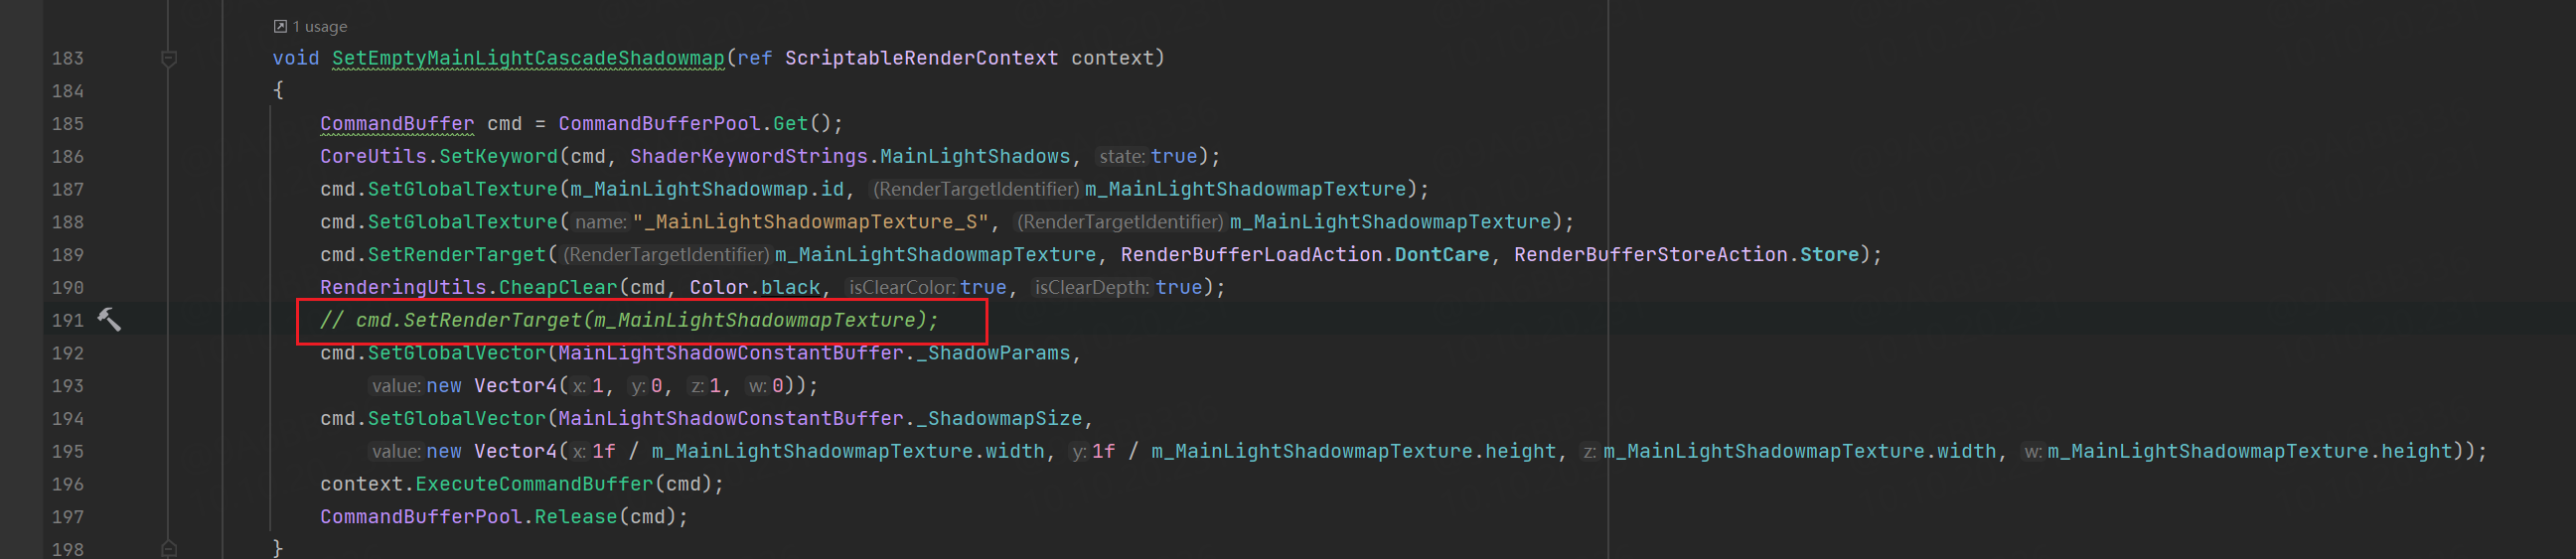 1 usage
183 void SetEmptyMainLightCascadeShadowmap(ref ScriptableRenderContext context)
184 {
185 CommandBuffer cmd = CommandBufferPool.Get();
186 CoreUtils.SetKeyword(cmd, ShaderKeywordStrings.MainLightShadows, state: true);
187 cmd.SetGlobalTexture(m_MainLightShadowmap.id, (RenderTargetIdentifier) m_MainLightShadowmapTexture);
188 cmd.SetGlobalTexture( name: "_MainLightShadowmapTexture_S", (RenderTargetIdentifier) m_MainLightShadowmapTexture);
189 cmd.SetRenderTarget( (RenderTargetIdentifier) m_MainLightShadowmapTexture, RenderBufferLoadAction.DontCare, RenderBufferStoreAction.Store);
190 RenderingUtils.CheapClear(cmd, Color.black, isClearColor: true, isClearDepth: true);
191 // cmd.SetRenderTarget(m_MainLightShadowmapTexture);
192 cmd.SetGlobalVector(MainLightShadowConstantBuffer._ShadowParams,
193 value: new Vector4( x: 1, y: 0, z: 1, w: 0));
194 cmd.SetGlobalVector(MainLightShadowConstantBuffer._ShadowmapSize,
195 value: new Vector4( x: 1f / m_MainLightShadowmapTexture.width, y: 1f / m_MainLightShadowmapTexture.height, z: m_MainLightShadowmapTexture.width, w: m_MainLightShadowmapTexture.height));
196 context.ExecuteCommandBuffer(cmd);
197 CommandBufferPool.Release(cmd);
198 }